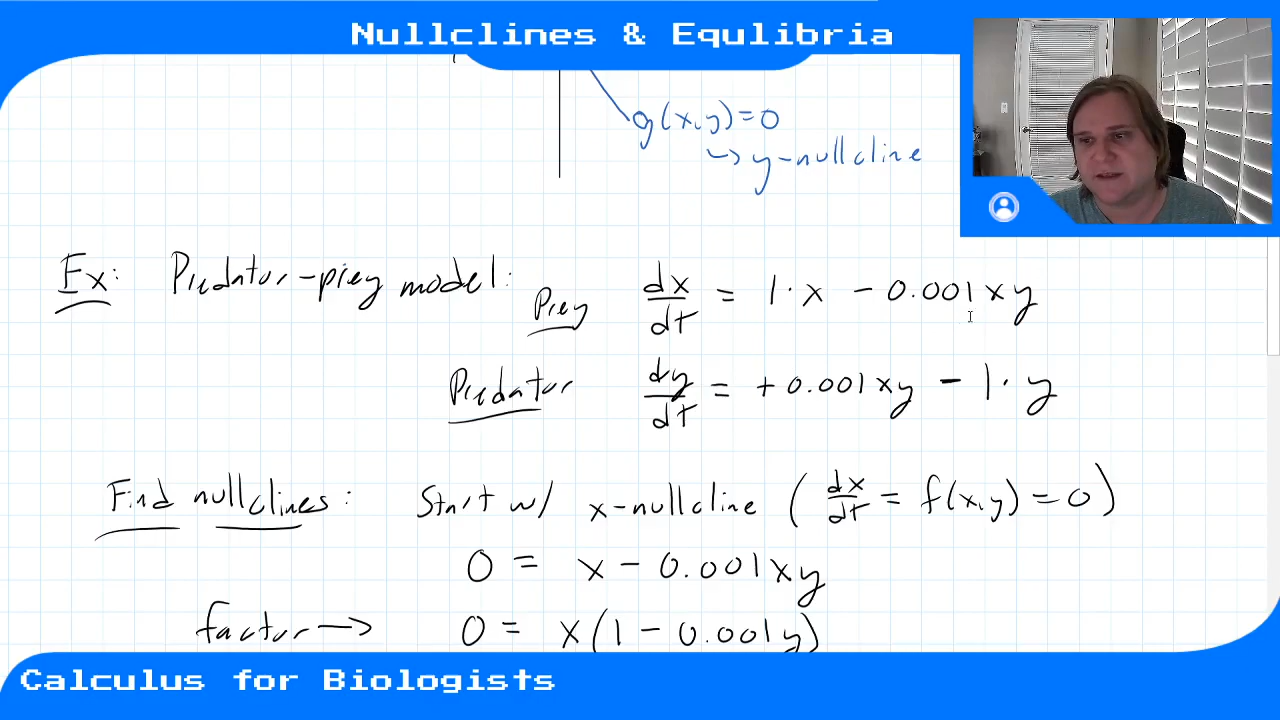 Nullclines & Equlibria
g(x,y)=0
↳ y-nullcline
Ex: Predator-prey model:
Prey dx/dt = 1·x - 0.001xy
Predator dy/dt = +0.001xy - 1·y
Find nullclines: Start w/ x-nullcline (dx/dt = f(x,y) = 0)
0 = x - 0.001xy
factor → 0 = x(1 - 0.001y)
Calculus for Biologists